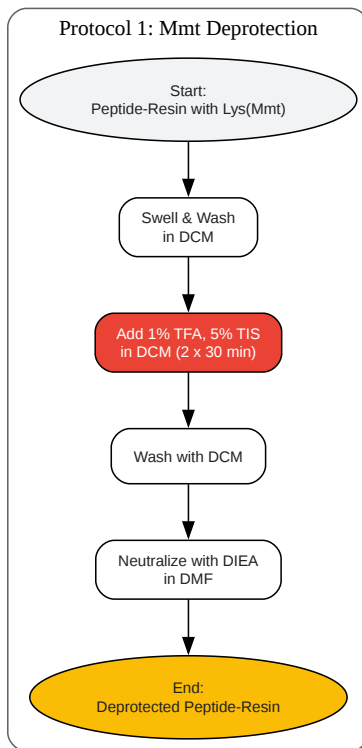 Protocol 1: Mmt Deprotection
Start:
Peptide-Resin with Lys(Mmt)
Swell & Wash
in DCM
Add 1% TFA, 5% TIS
in DCM (2 x 30 min)
Wash with DCM
Neutralize with DIEA
in DMF
End:
Deprotected Peptide-Resin